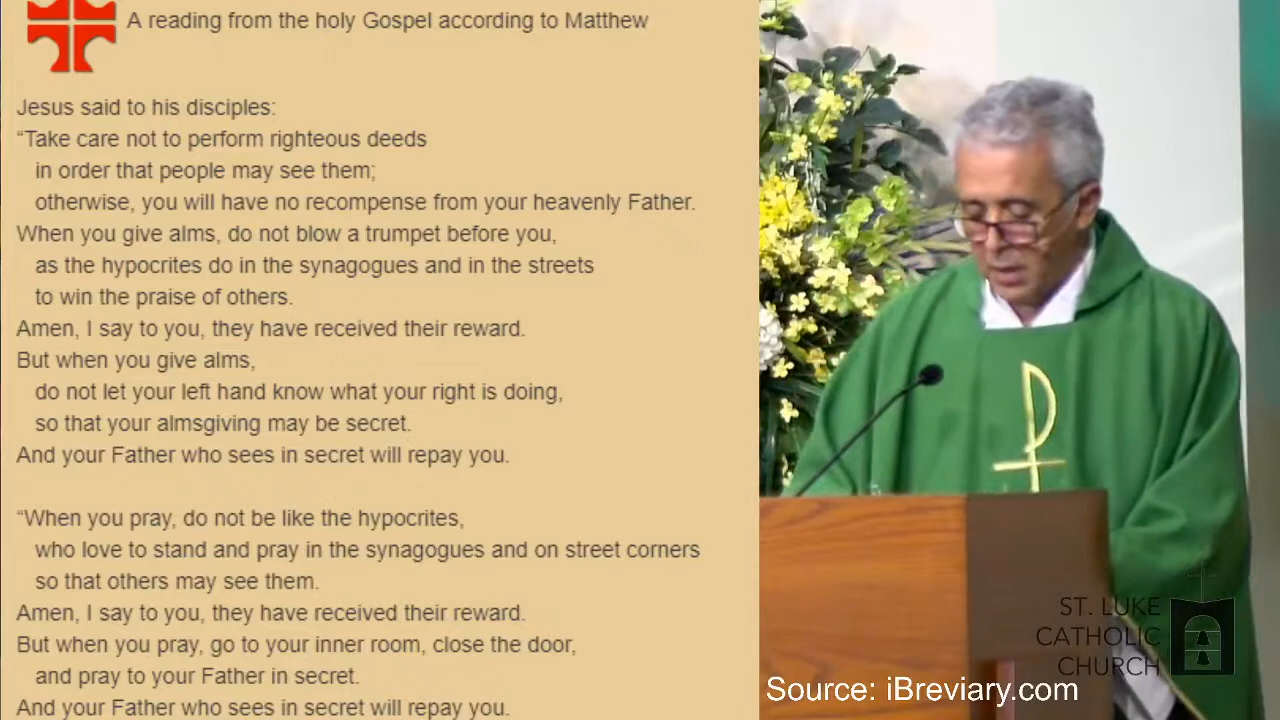 A reading from the holy Gospel according to Matthew
Jesus said to his disciples:
“Take care not to perform righteous deeds
in order that people may see them;
otherwise, you will have no recompense from your heavenly Father.
When you give alms, do not blow a trumpet before you,
as the hypocrites do in the synagogues and in the streets
to win the praise of others.
Amen, I say to you, they have received their reward.
But when you give alms,
do not let your left hand know what your right is doing,
so that your almsgiving may be secret.
And your Father who sees in secret will repay you.
“When you pray, do not be like the hypocrites,
who love to stand and pray in the synagogues and on street corners
so that others may see them.
Amen, I say to you, they have received their reward.
But when you pray, go to your inner room, close the door,
and pray to your Father in secret.
And your Father who sees in secret will repay you.
ST. LUKE
CATHOLIC
CHURCH
Source: iBreviary.com